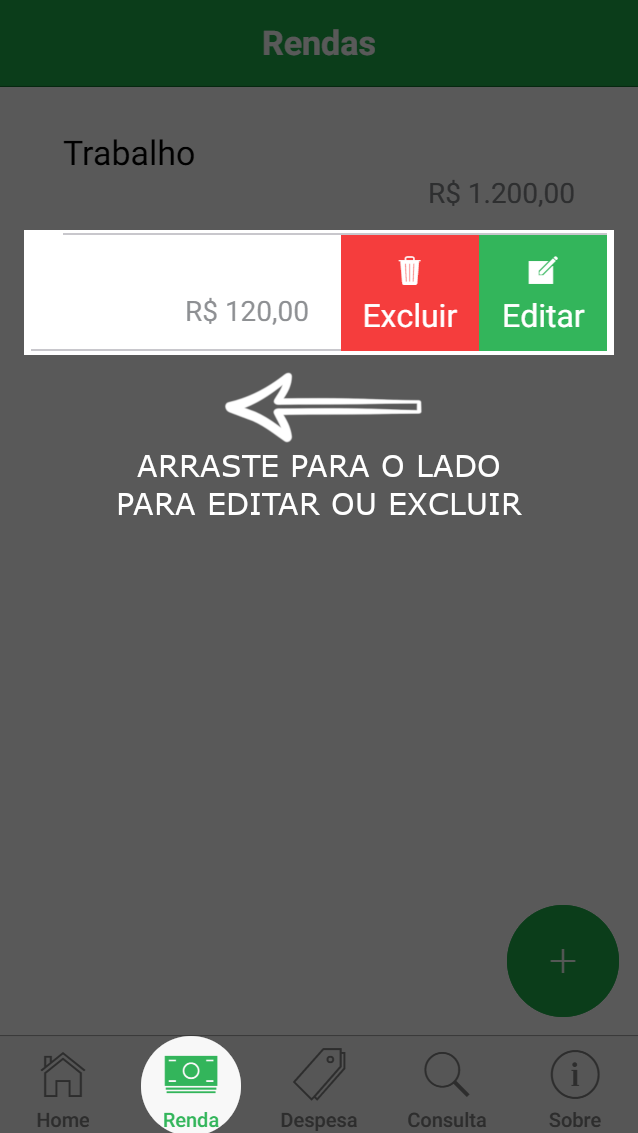 Rendas
Trabalho
R$ 1.200,00
R$ 120,00
Excluir
Editar
ARRASTE PARA O LADO
PARA EDITAR OU EXCLUIR
Home
Renda
Despesa
Consulta
Sobre